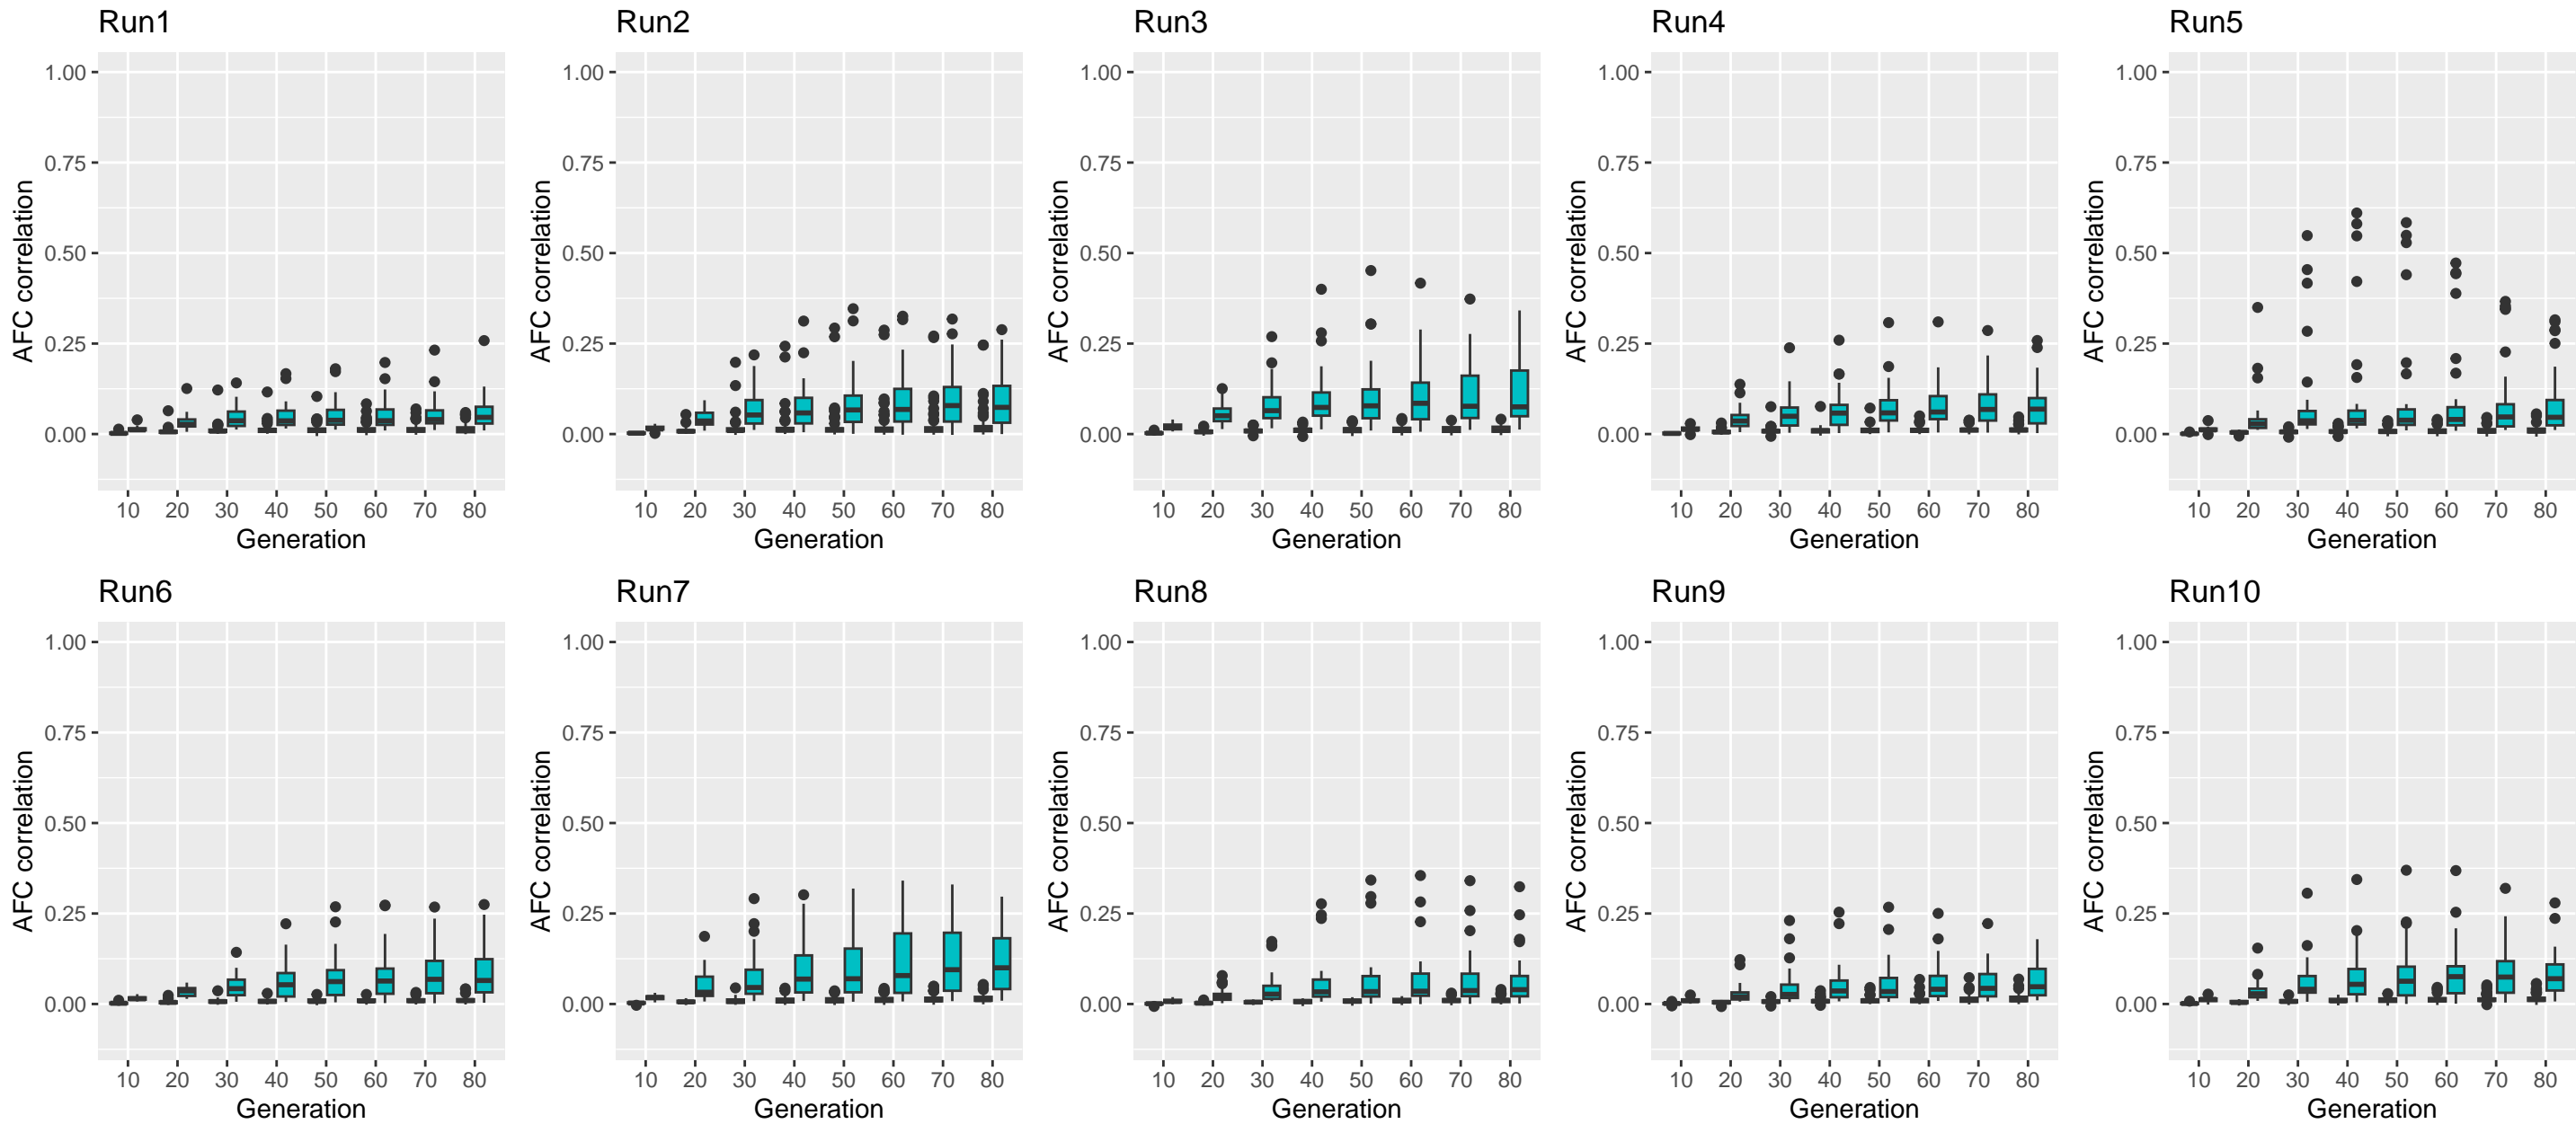 Run1 Run2 Run3 Run4 Run5
1.00 1.00 1.00 1.00 1.00
0.75 0.75 0.75 0.75 0.75
0.50 0.50 0.50 0.50 0.50
0.25 0.25 0.25 0.25 0.25
0.00 0.00 0.00 0.00 0.00
AFC correlation AFC correlation AFC correlation AFC correlation AFC correlation
10 20 30 40 50 60 70 80 10 20 30 40 50 60 70 80 10 20 30 40 50 60 70 80 10 20 30 40 50 60 70 80 10 20 30 40 50 60 70 80
Generation Generation Generation Generation Generation
Run6 Run7 Run8 Run9 Run10
1.00 1.00 1.00 1.00 1.00
0.75 0.75 0.75 0.75 0.75
0.50 0.50 0.50 0.50 0.50
0.25 0.25 0.25 0.25 0.25
0.00 0.00 0.00 0.00 0.00
AFC correlation AFC correlation AFC correlation AFC correlation AFC correlation
10 20 30 40 50 60 70 80 10 20 30 40 50 60 70 80 10 20 30 40 50 60 70 80 10 20 30 40 50 60 70 80 10 20 30 40 50 60 70 80
Generation Generation Generation Generation Generation